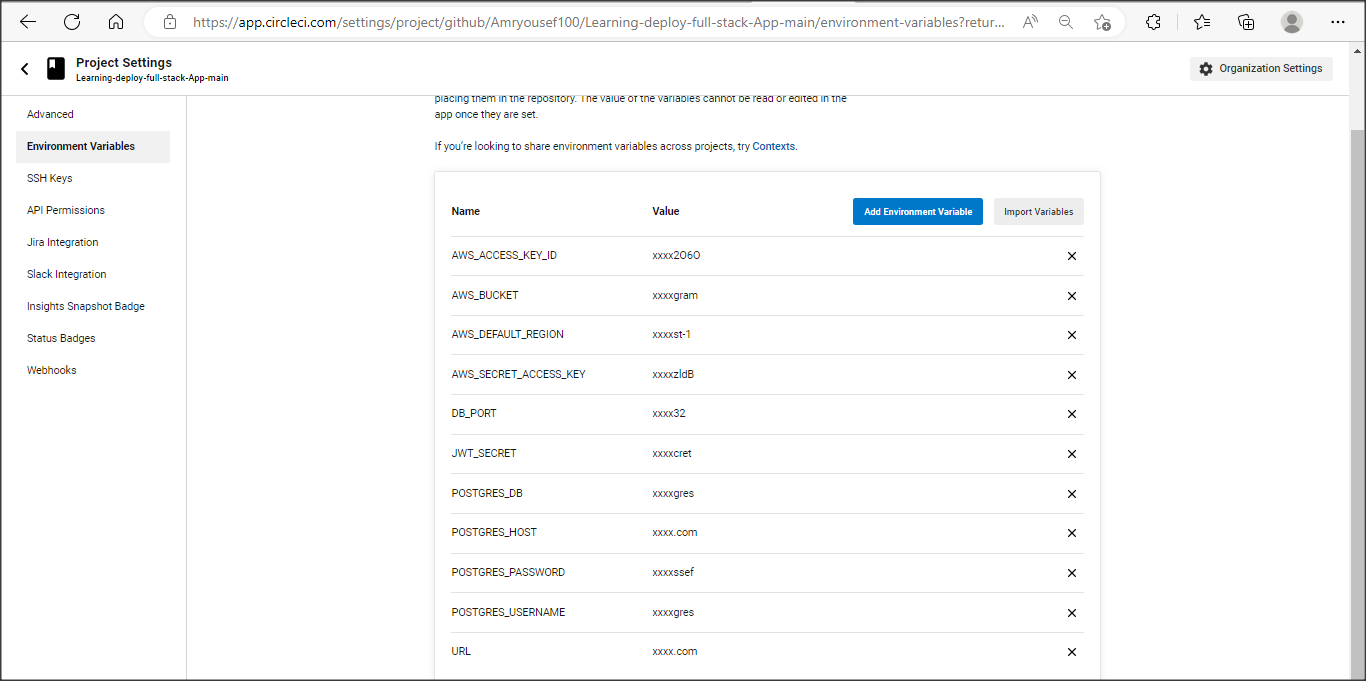 https://app.circleci.com/settings/project/github/Amryousef100/Learning-deploy-full-stack-App-main/environment-variables?retur...
Project Settings
Learning-deploy-full-stack-App-main
Organization Settings
Advanced
Environment Variables
SSH Keys
API Permissions
Jira Integration
Slack Integration
Insights Snapshot Badge
Status Badges
Webhooks
placing them in the repository. The value of the variables cannot be read or edited in the
app once they are set.
If you're looking to share environment variables across projects, try Contexts.
Name Value Add Environment Variable Import Variables
AWS_ACCESS_KEY_ID xxxx2O6O
AWS_BUCKET xxxxgram
AWS_DEFAULT_REGION xxxxst-1
AWS_SECRET_ACCESS_KEY xxxxzldB
DB_PORT xxxx32
JWT_SECRET xxxxcret
POSTGRES_DB xxxxgres
POSTGRES_HOST xxxx.com
POSTGRES_PASSWORD xxxxssef
POSTGRES_USERNAME xxxxgres
URL xxxx.com